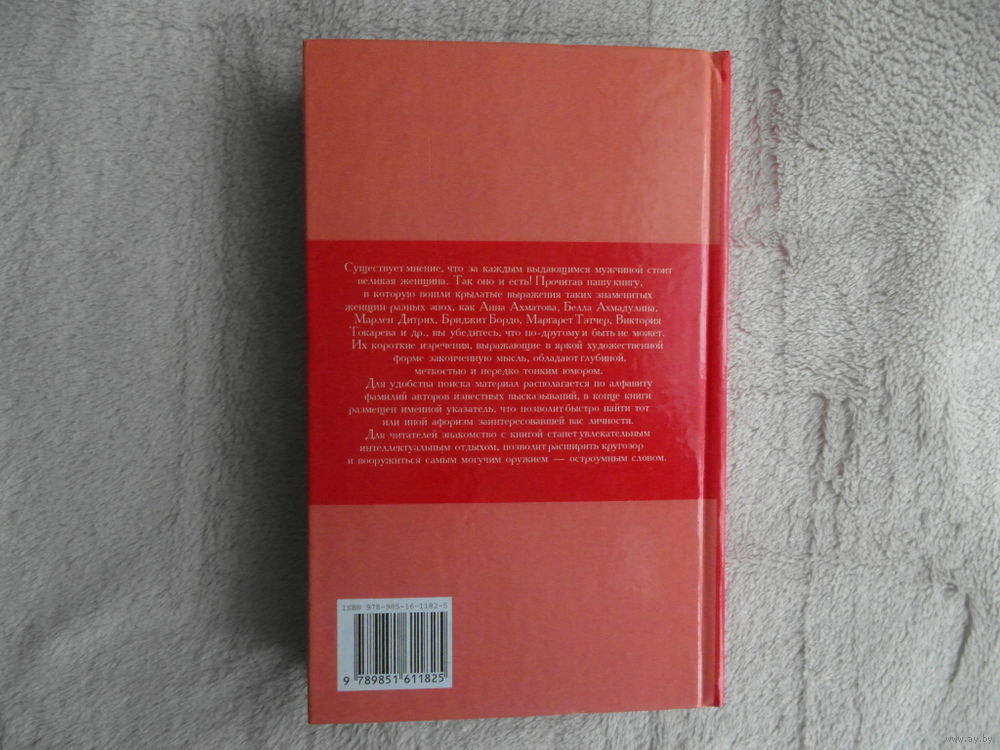 Существует мнение, что за каждым выдающимся мужчиной стоит
великая женщина. Так оно и есть! Прочитав нашу книгу,
в которую вошли крылатые выражения таких знаменитых
женщин разных эпох, как Анна Ахматова, Белла Ахмадулина,
Марлен Дитрих, Бриджит Бордо, Маргарет Тэтчер, Виктория
Токарева и др., вы убедитесь, что по-другому и быть не может.
Их короткие изречения, выражающие в яркой художественной
форме законченную мысль, обладают глубиной,
меткостью и нередко тонким юмором.
Для удобства поиска материал располагается по алфавиту
фамилий авторов известных высказываний, в конце книги
размещен именной указатель, что позволит быстро найти тот
или иной афоризм заинтересовавшей вас личности.
Для читателей знакомство с книгой станет увлекательным
интеллектуальным отдыхом, позволит расширить кругозор
и вооружиться самым могучим оружием — остроумным словом.
ISBN 978-985-16-1182-5
9 789851 611825
www.ay.by